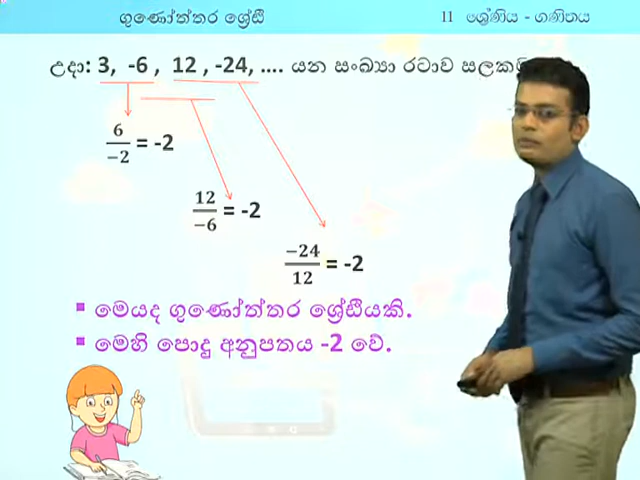 ගුණෝත්තර ශ්‍රේඪී
11 ශ්‍රේණිය - ගණිතය
උදා: 3, -6 , 12 , -24, .... යන සංඛ්‍යා රටාව
6/−2 = -2
12/−6 = -2
−24/12 = -2
▪ මෙයද ගුණෝත්තර ශ්‍රේඪියකි.
▪ මෙහි පොදු අනුපතය -2 වේ.